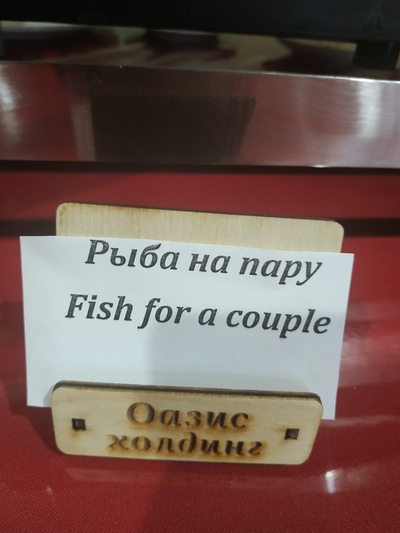 Рыба на пару
Fish for a couple
Оазис
холдинг